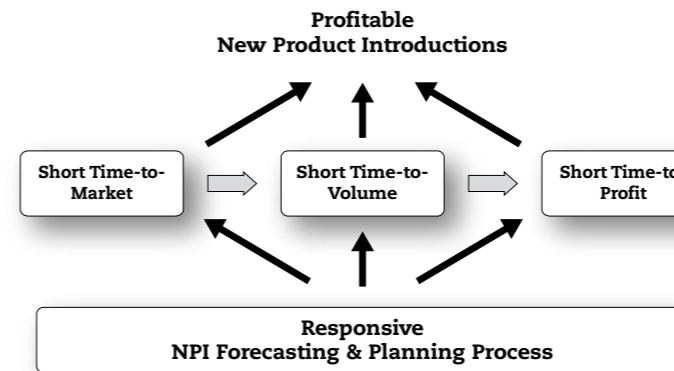 Profitable
New Product Introductions
Short Time-to-
Market
Short Time-to-
Volume
Short Time-to
Profit
Responsive
NPI Forecasting & Planning Process